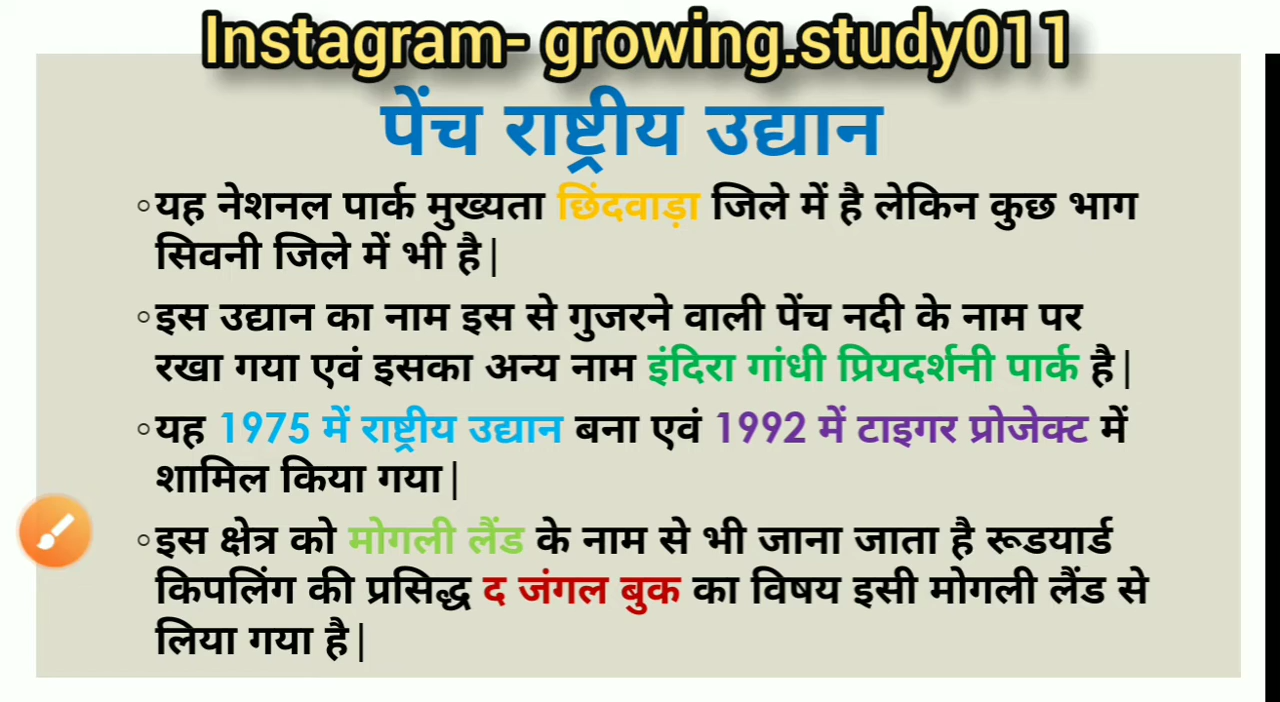 Instagram- growing.study011
पेंच राष्ट्रीय उद्यान
◦यह नेशनल पार्क मुख्यता छिंदवाड़ा जिले में है लेकिन कुछ भाग
सिवनी जिले में भी है|
◦इस उद्यान का नाम इस से गुजरने वाली पेंच नदी के नाम पर
रखा गया एवं इसका अन्य नाम इंदिरा गांधी प्रियदर्शनी पार्क है|
◦यह 1975 में राष्ट्रीय उद्यान बना एवं 1992 में टाइगर प्रोजेक्ट में
शामिल किया गया|
◦इस क्षेत्र को मोगली लैंड के नाम से भी जाना जाता है रूडयार्ड
किपलिंग की प्रसिद्ध द जंगल बुक का विषय इसी मोगली लैंड से
लिया गया है|